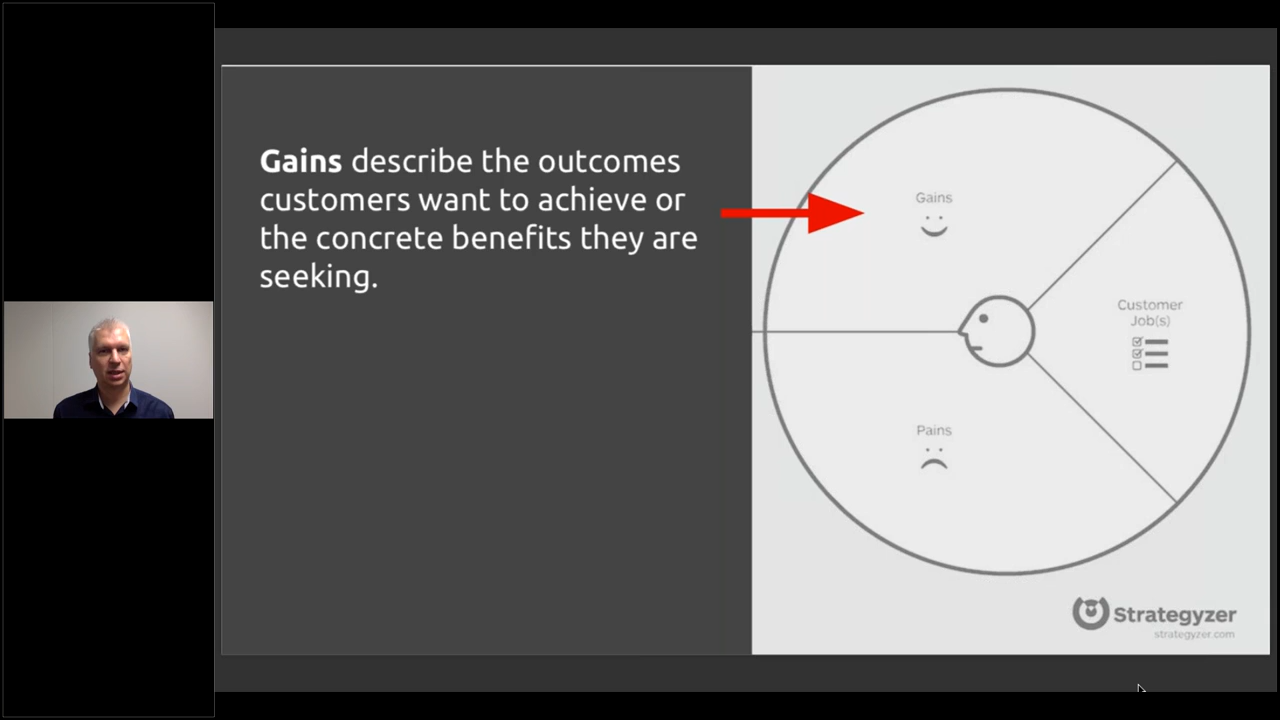 Gains describe the outcomes
customers want to achieve or
the concrete benefits they are
seeking.
Gains
Customer
Job(s)
Pains
Strategyzer
strategyzer.com